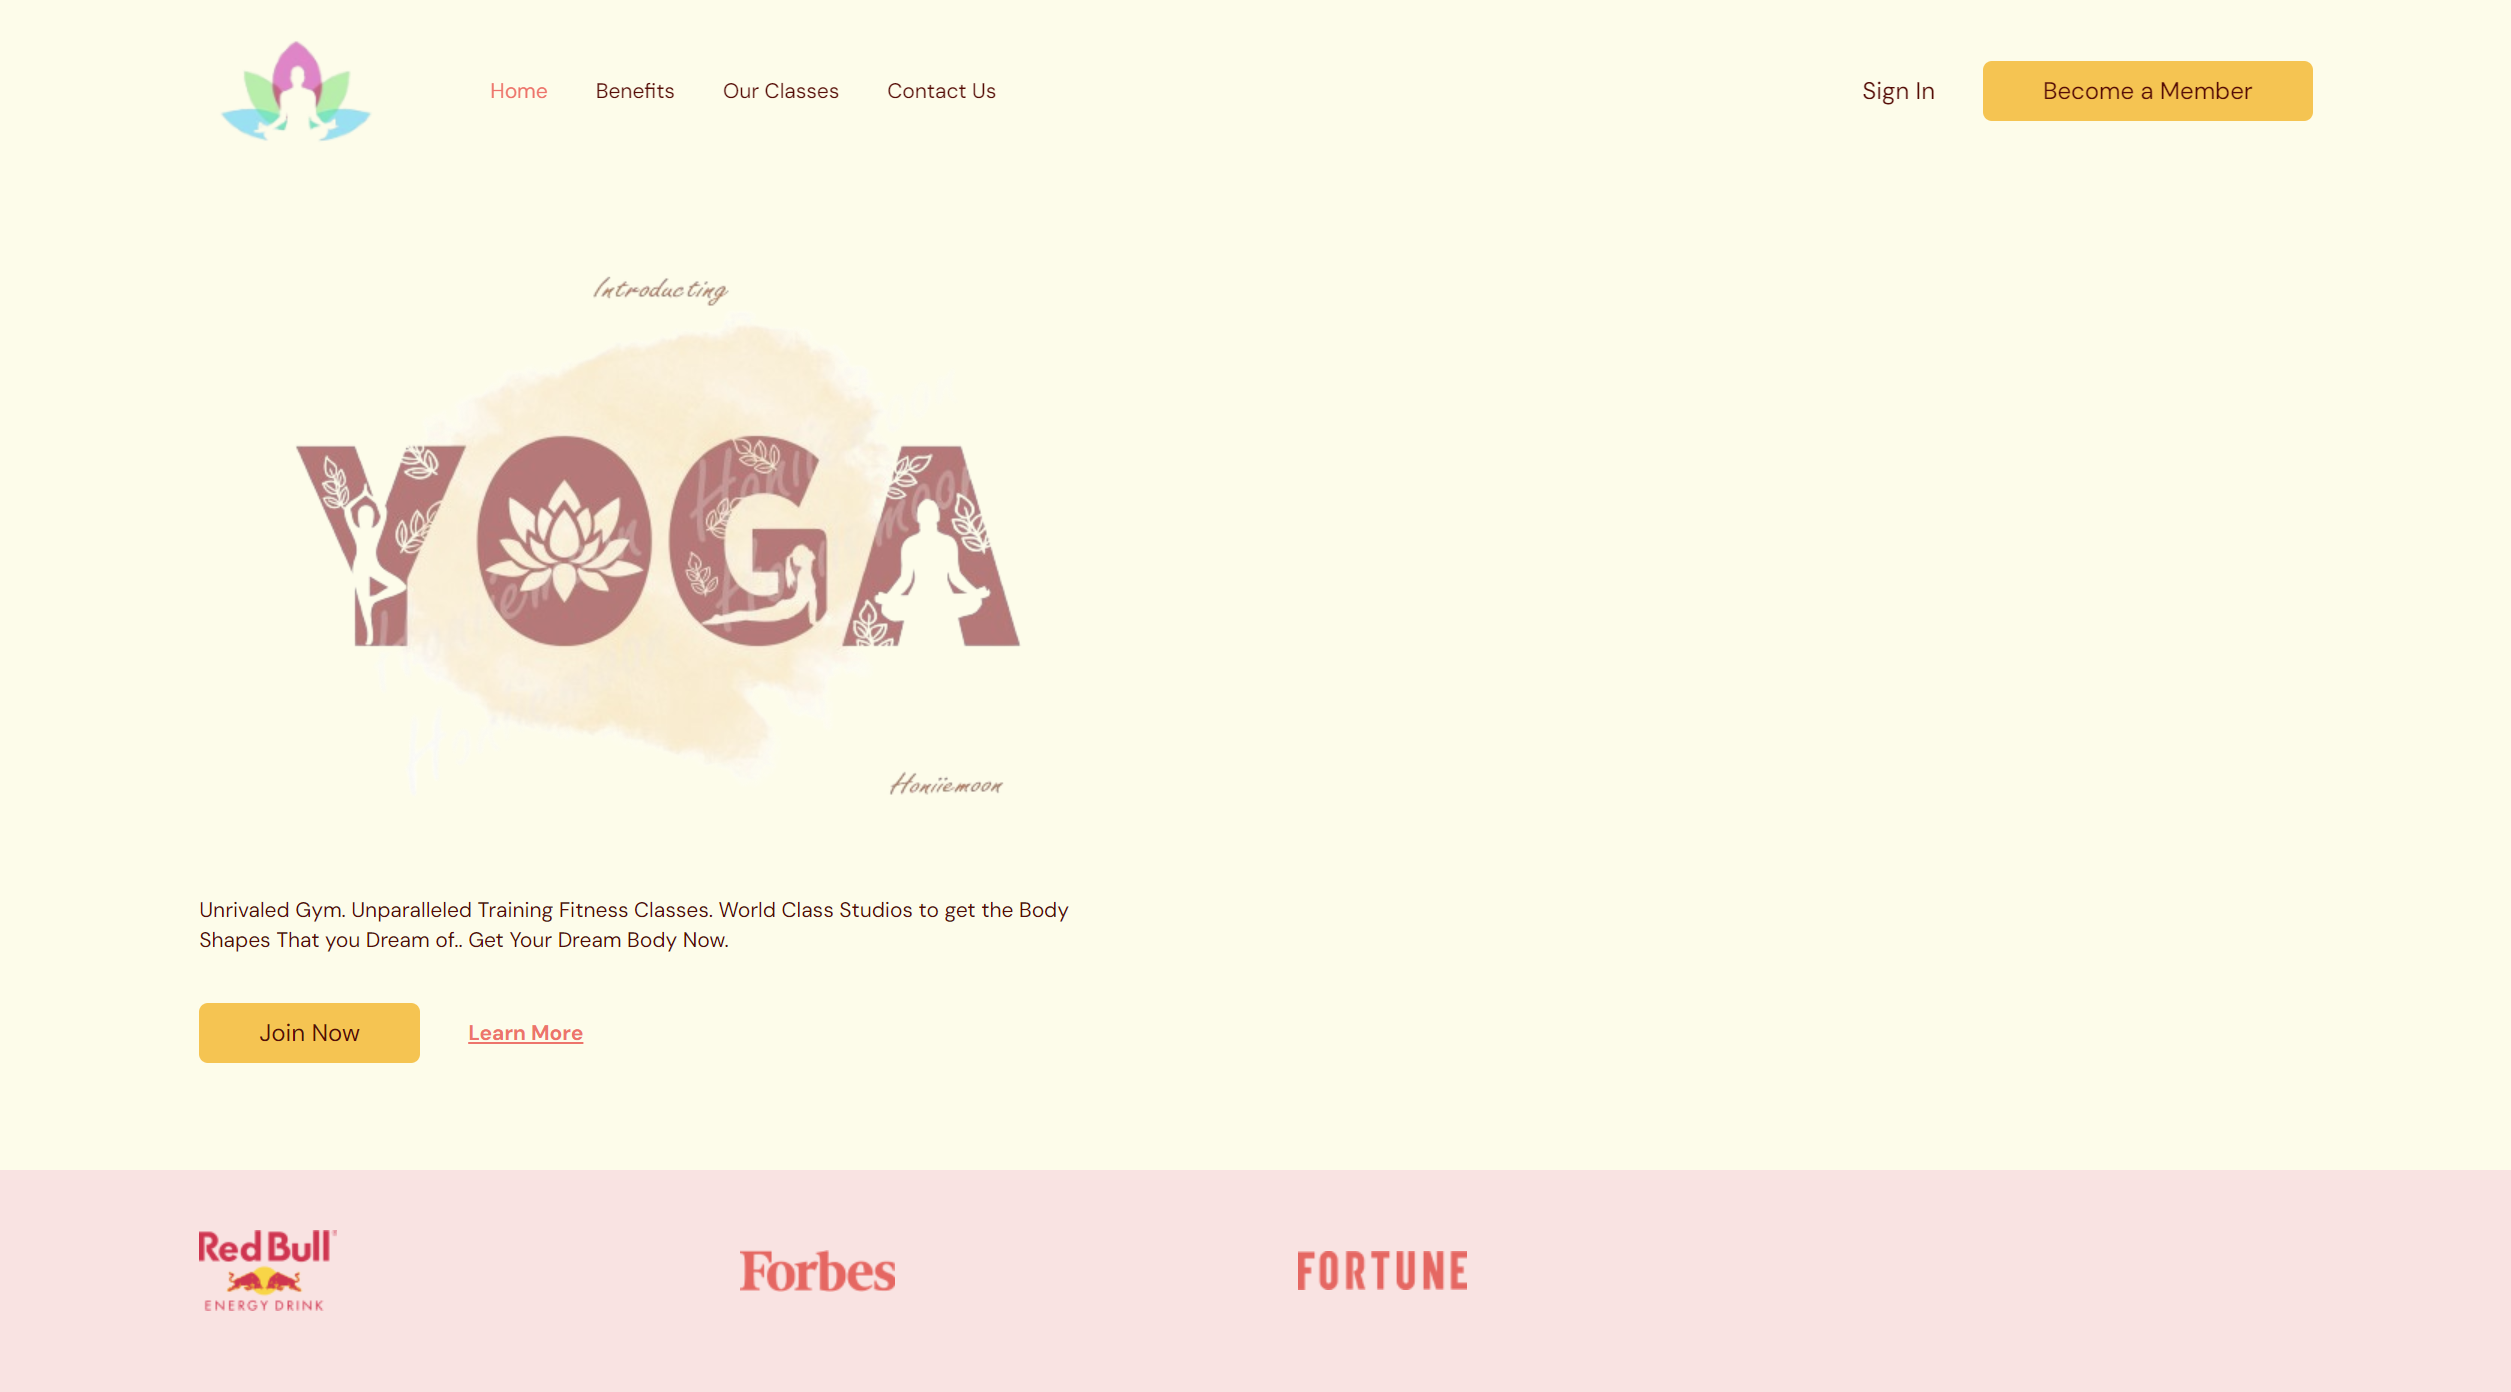 Home Benefits Our Classes Contact Us Sign In Become a Member
Introducting
YOGA
Honiiemoon
Unrivaled Gym. Unparalleled Training Fitness Classes. World Class Studios to get the Body
Shapes That you Dream of.. Get Your Dream Body Now.
Join Now Learn More
Red Bull
ENERGY DRINK
Forbes
FORTUNE